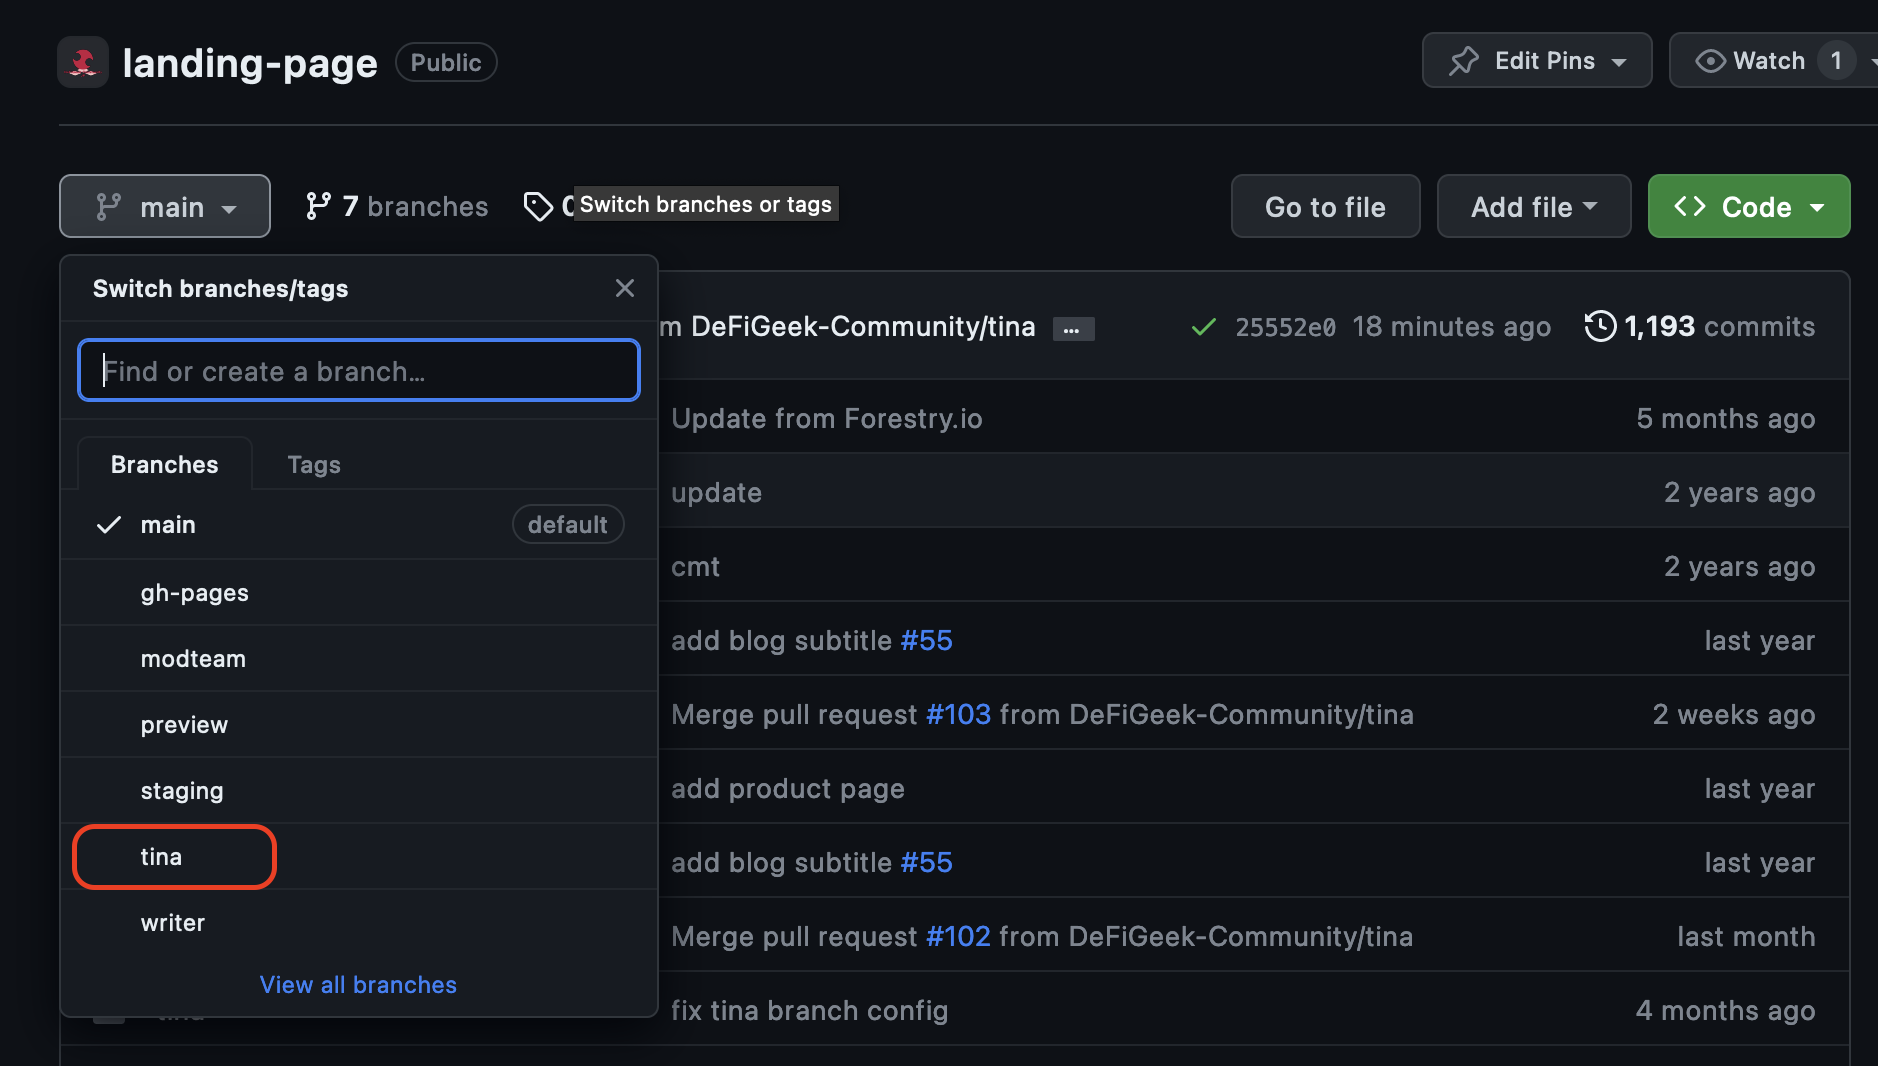 landing-page Public Edit Pins Watch 1
main 7 branches Switch branches or tags Go to file Add file Code
Switch branches/tags
Find or create a branch...
Branches Tags
main default
gh-pages
modteam
preview
staging
tina
writer
View all branches
DeFiGeek-Community/tina ... 25552e0 18 minutes ago 1,193 commits
Update from Forestry.io 5 months ago
update 2 years ago
cmt 2 years ago
add blog subtitle #55 last year
Merge pull request #103 from DeFiGeek-Community/tina 2 weeks ago
add product page last year
add blog subtitle #55 last year
Merge pull request #102 from DeFiGeek-Community/tina last month
fix tina branch config 4 months ago